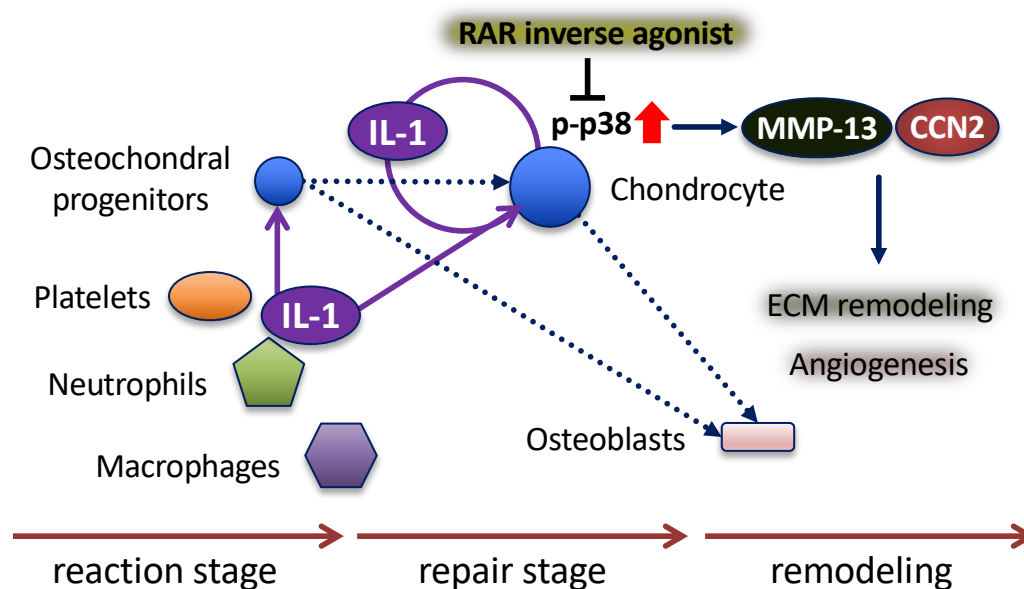 RAR inverse agonist
IL-1
p-p38
MMP-13
CCN2
Osteochondral
progenitors
Chondrocyte
Platelets
IL-1
ECM remodeling
Neutrophils
Angiogenesis
Osteoblasts
Macrophages
reaction stage
repair stage
remodeling